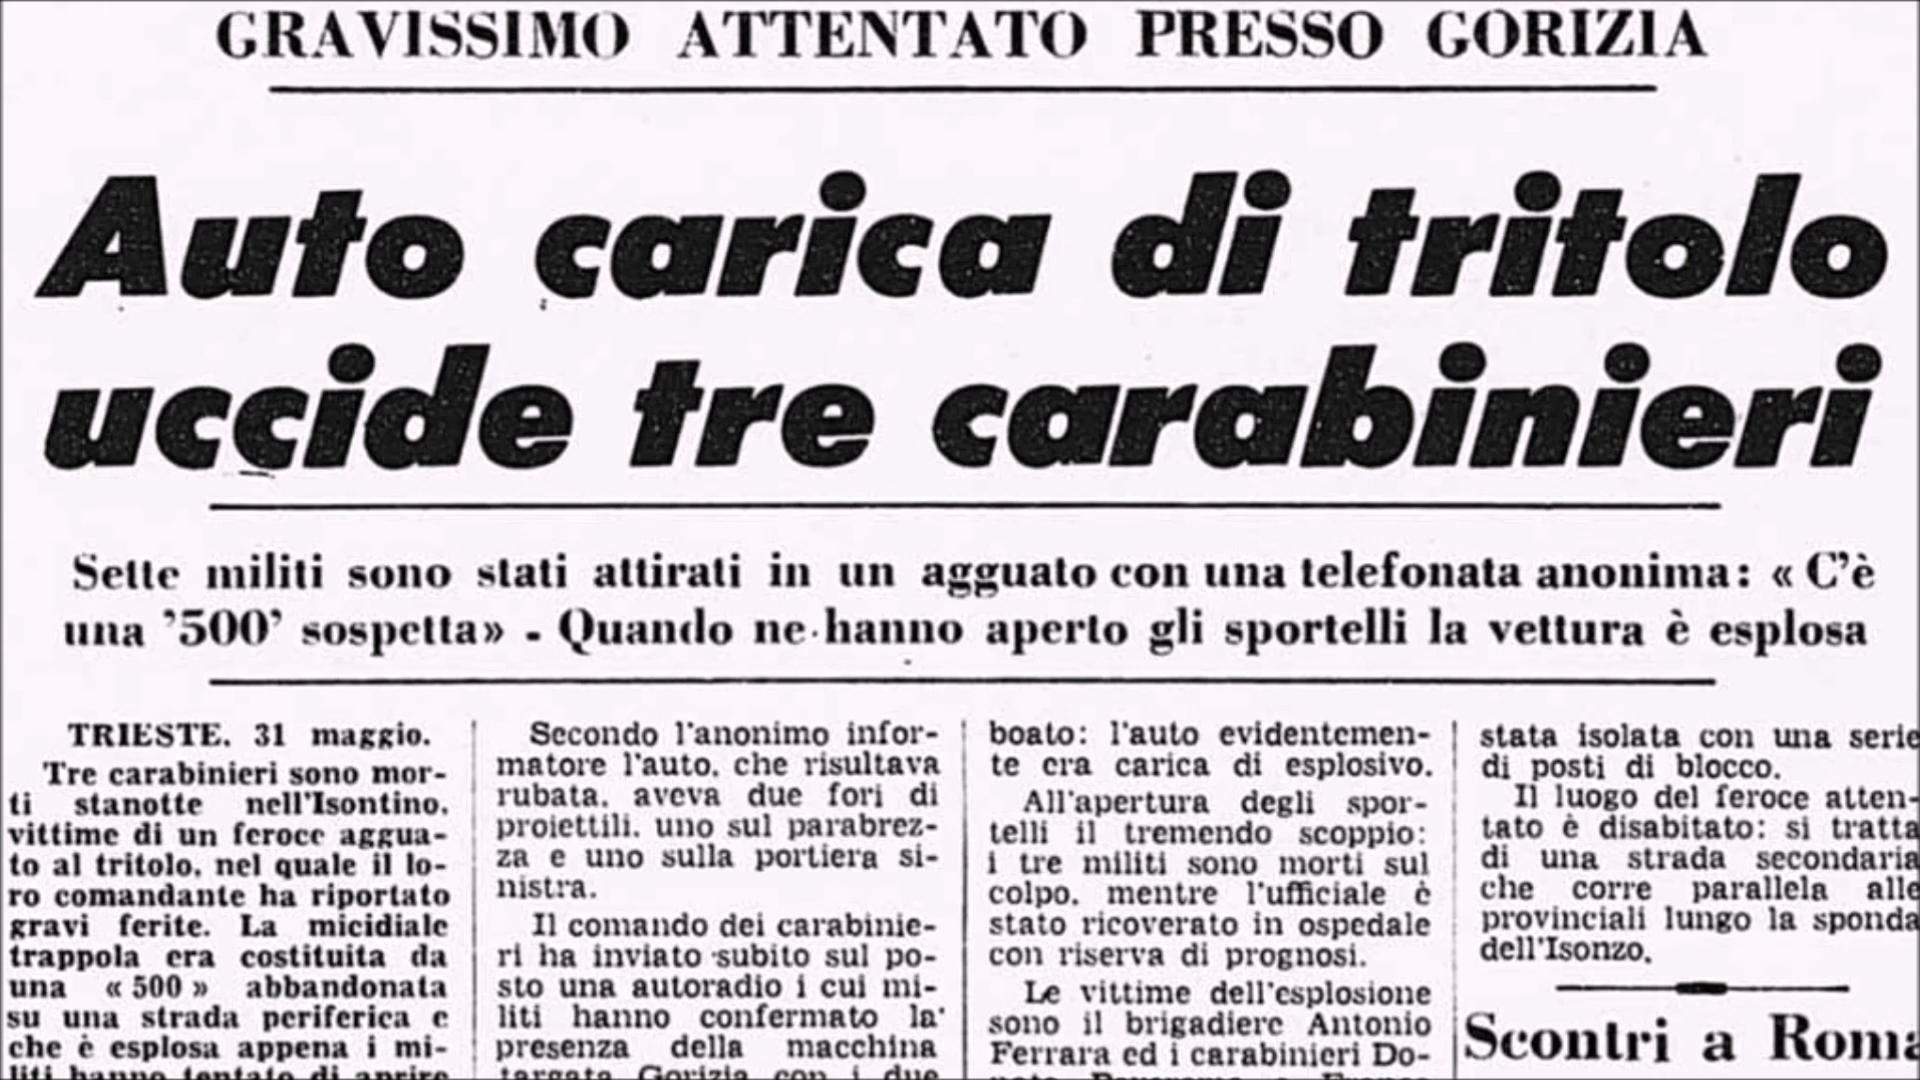 GRAVISSIMO ATTENTATO PRESSO GORIZIA
Auto carica di tritolo
uccide tre carabinieri
Sette militi sono stati attirati in un agguato con una telefonata anonima: « C'è
una '500' sospetta» - Quando ne hanno aperto gli sportelli la vettura è esplosa
TRIESTE, 31 maggio.
Tre carabinieri sono mor-
ti stanotte nell'Isontino,
vittime di un feroce aggua-
to al tritolo, nel quale il lo-
ro comandante ha riportato
gravi ferite. La micidiale
trappola era costituita da
una « 500 » abbandonata
su una strada periferica e
che è esplosa appena i mi-
liti hanno tentato di aprire
Secondo l'anonimo infor-
matore l'auto, che risultava
rubata, aveva due fori di
proiettili, uno sul parabrez-
za e uno sulla portiera si-
nistra.
Il comando dei carabinie-
ri ha inviato subito sul po-
sto una autoradio i cui mi-
liti hanno confermato la
presenza della macchina
targata Gorizia con i due
boato: l'auto evidentemen-
te era carica di esplosivo.
All'apertura degli spor-
telli il tremendo scoppio:
i tre militi sono morti sul
colpo, mentre l'ufficiale è
stato ricoverato in ospedale
con riserva di prognosi.
Le vittime dell'esplosione
sono il brigadiere Antonio
Ferrara ed i carabinieri Do-
stata isolata con una serie
di posti di blocco.
Il luogo del feroce atten-
tato è disabitato: si tratta
di una strada secondaria
che corre parallela alle
provinciali lungo la sponda
dell'Isonzo.
Scontri a Roma